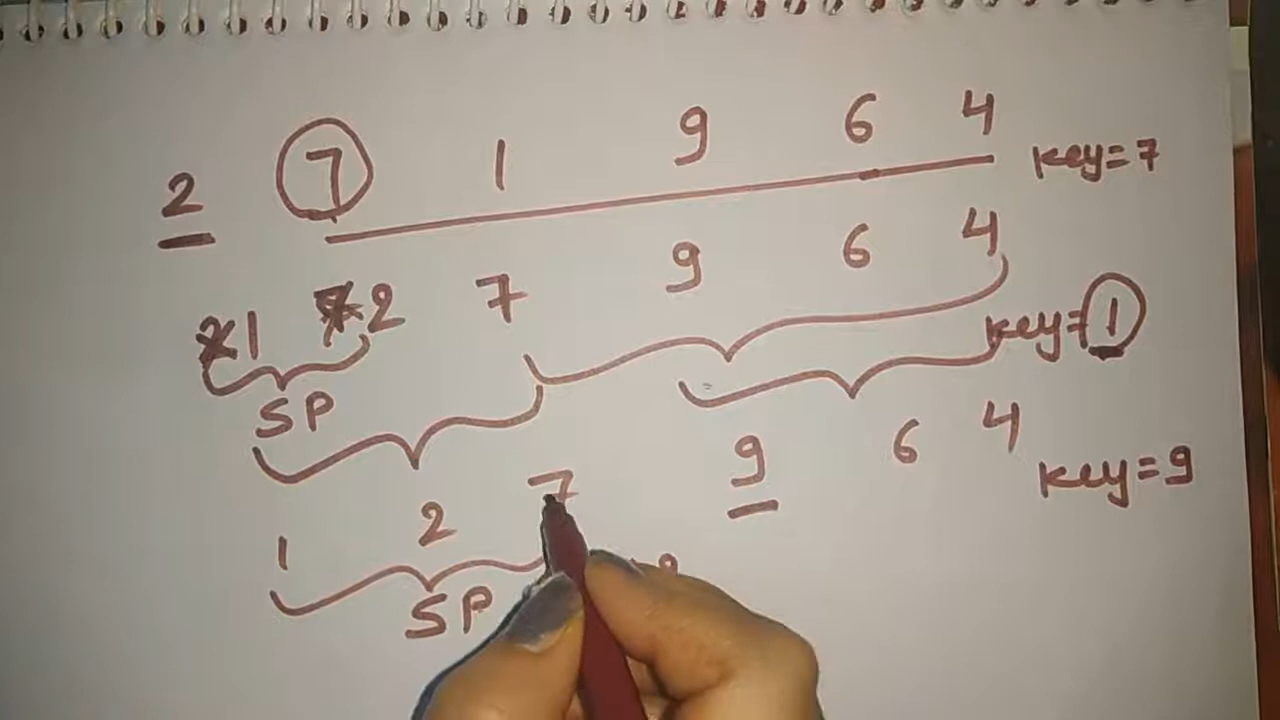 2 7 1 9 6 4 key=7
1 2 7 9 6 4 key=1
SP
1 2 7 9 6 4 key=9
SP